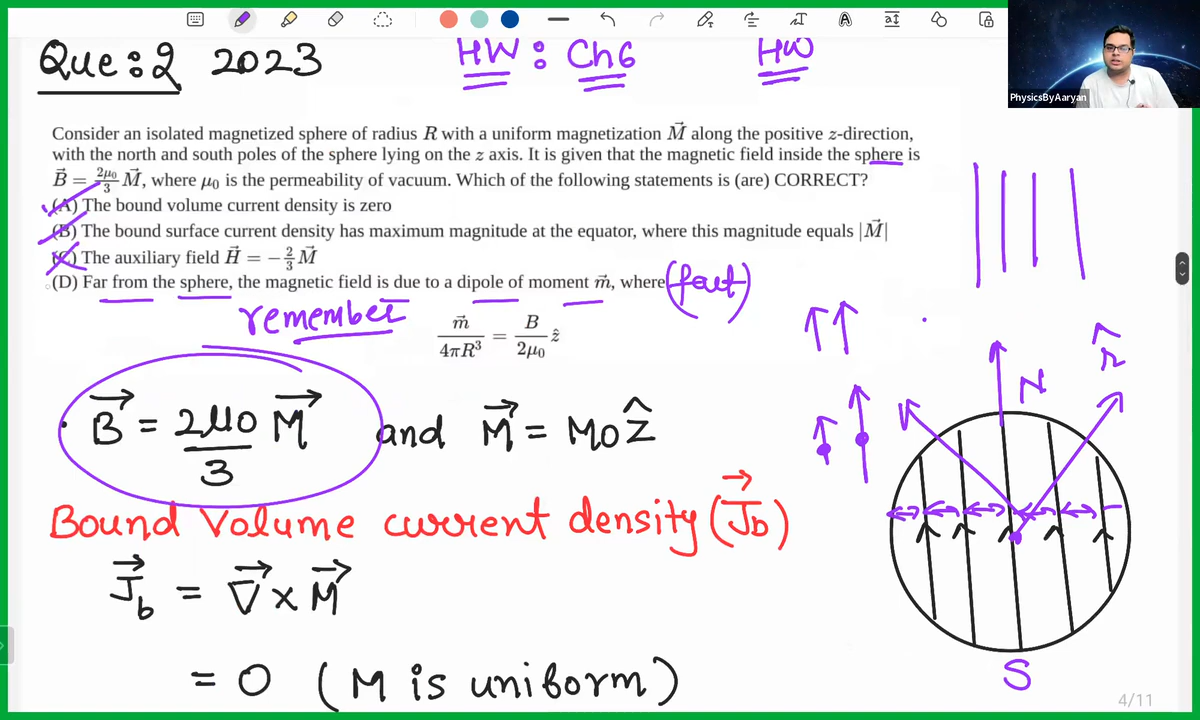 Que:2 2023 HW: Ch6 HW
PhysicsByAaryan
Consider an isolated magnetized sphere of radius R with a uniform magnetization M⃗ along the positive z-direction,
with the north and south poles of the sphere lying on the z axis. It is given that the magnetic field inside the sphere is
B⃗ = 2μ₀/3 M⃗, where μ₀ is the permeability of vacuum. Which of the following statements is (are) CORRECT?
(A) The bound volume current density is zero
(B) The bound surface current density has maximum magnitude at the equator, where this magnitude equals |M⃗|
(C) The auxiliary field H⃗ = −2/3 M⃗
(D) Far from the sphere, the magnetic field is due to a dipole of moment m⃗, where (fact)
remember
m⃗/4πR³ = B/2μ₀ ẑ
r̂
N
B⃗ = 2μ0/3 M⃗ and M⃗ = M0ẑ
Bound Volume current density (J⃗b)
J⃗b = ∇⃗ × M⃗
= 0 (M is uniform)
S
4/11